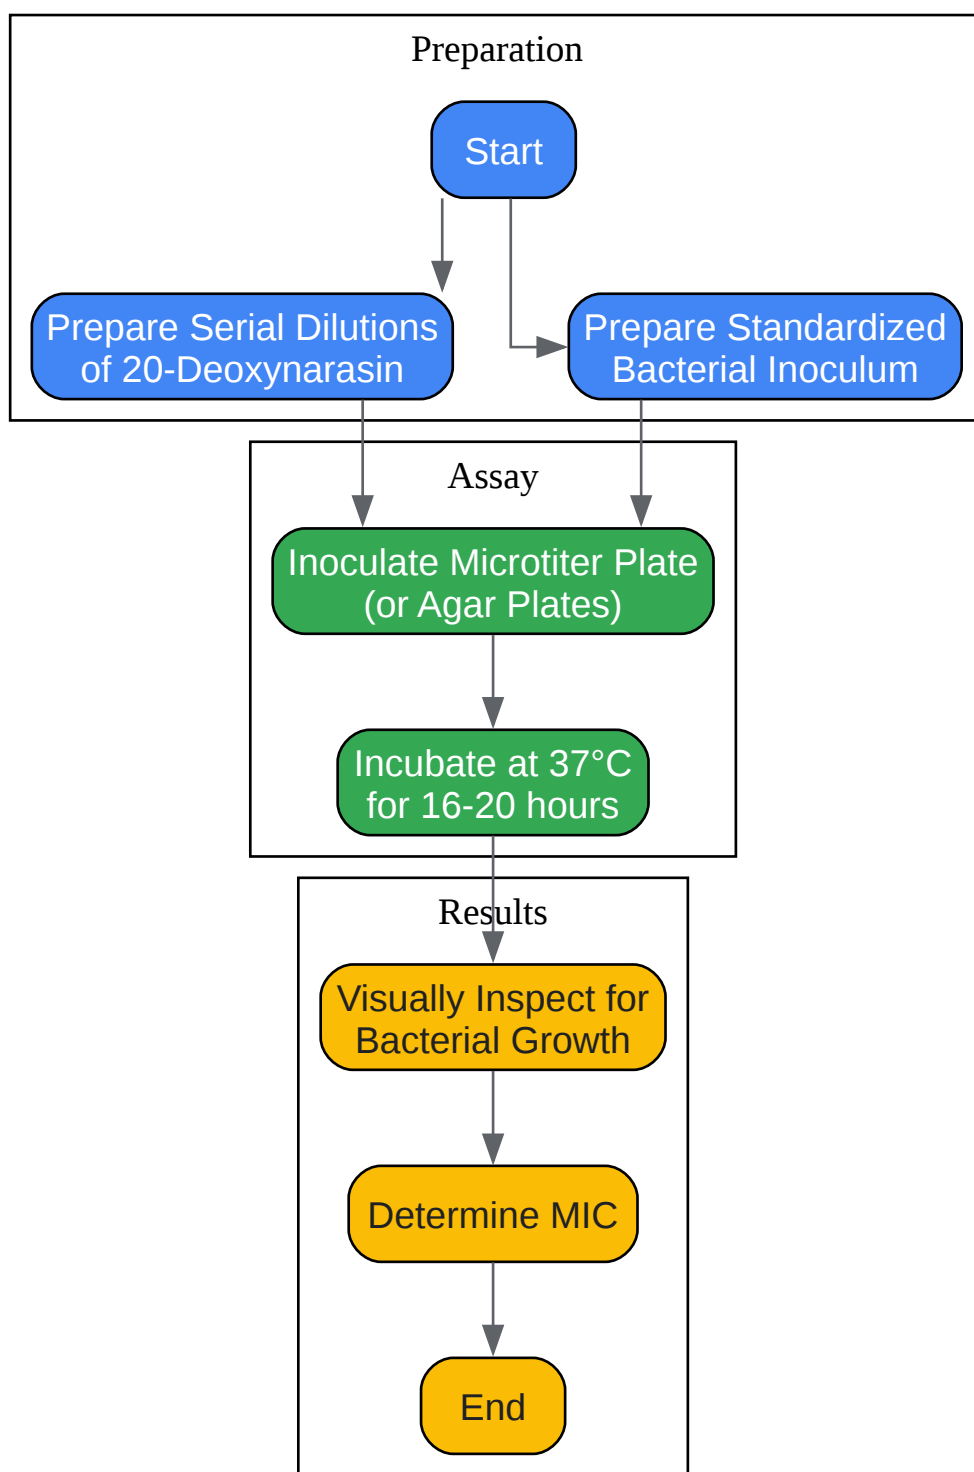 Preparation
Start
Prepare Serial Dilutions
of 20-Deoxynarasin
Prepare Standardized
Bacterial Inoculum
Assay
Inoculate Microtiter Plate
(or Agar Plates)
Incubate at 37°C
for 16-20 hours
Results
Visually Inspect for
Bacterial Growth
Determine MIC
End